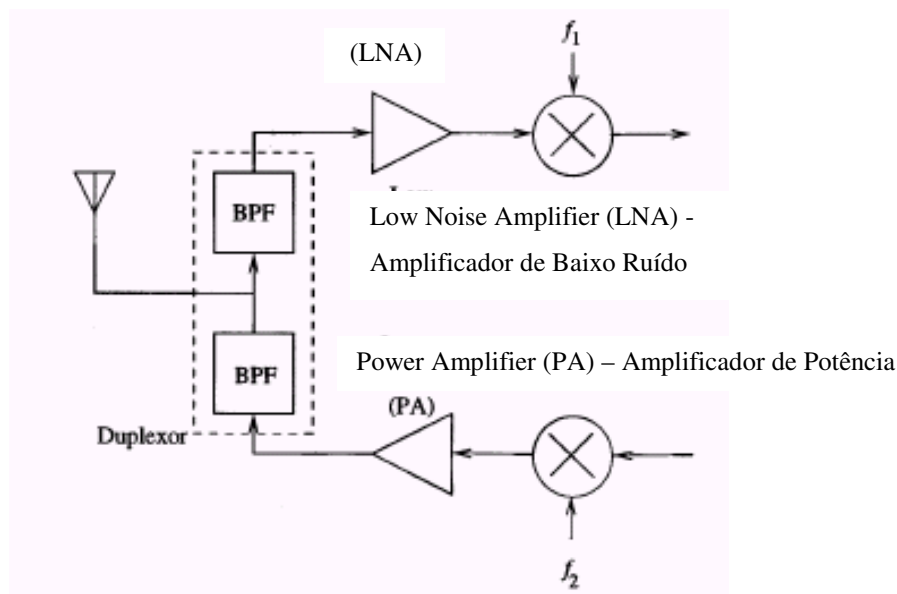 (LNA)
f1
BPF
Low Noise Amplifier (LNA) -
Amplificador de Baixo Ruído
BPF
Power Amplifier (PA) – Amplificador de Potência
(PA)
Duplexor
f2